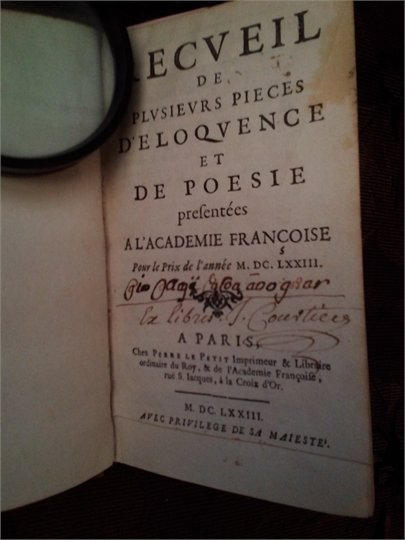 RECVEIL
DE
PLVSIEVRS PIECES
D'ELOQVENCE
ET
DE POESIE
presentées
A L'ACADEMIE FRANÇOISE
Pour le Prix de l'année M. DC. LXXIII.
Ex libris J.
A PARIS,
Chez PIERRE LE PETIT Imprimeur & Libraire
ordinaire du Roy, & de l'Academie Françoise,
ruë S. Iacques, à la Croix d'Or.
M. DC. LXXIII.
AVEC PRIVILEGE DE SA MAIESTE'.